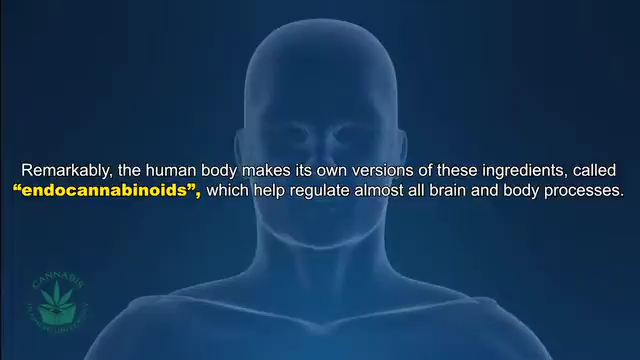 Remarkably, the human body makes its own versions of these ingredients, called
“endocannabinoids”, which help regulate almost all brain and body processes.
CANNABIS